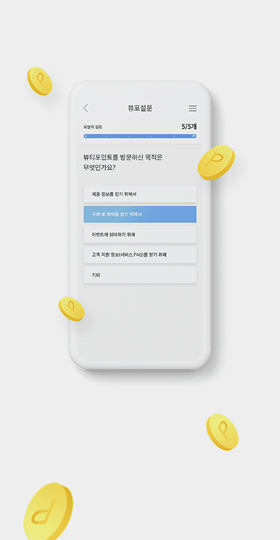 뷰포설문
오늘의 설문 5/5개
뷰티포인트를 방문하신 목적은
무엇인가요?
제품 정보를 얻기 위해서
구매 및 혜택을 얻기 위해서
이벤트에 참여하기 위해
고객 지원 정보(서비스,FAQ)를 얻기 위해
기타
P
P
P
P
P